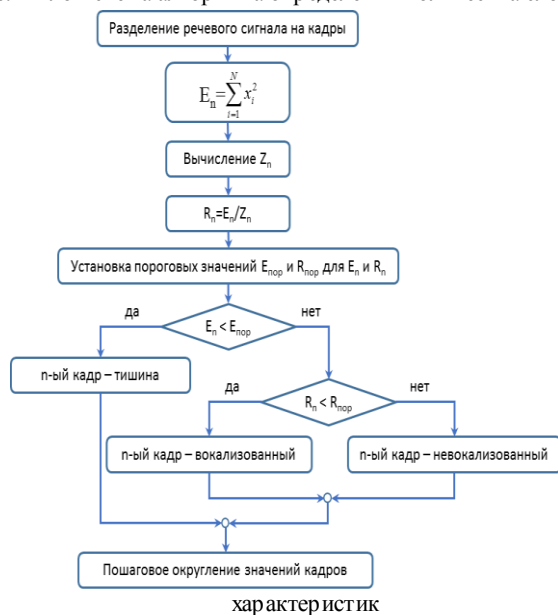 Разделение речевого сигнала на кадры
E_n=∑_{i=1}^{N} x_i^2
Вычисление Z_n
R_n=E_n/Z_n
Установка пороговых значений E_пор и R_пор для E_n и R_n
да
нет
E_n < E_пор
n-ый кадр – тишина
да
нет
R_n < R_пор
n-ый кадр – вокализованный
n-ый кадр – невокализованный
Пошаговое округление значений кадров
характеристик